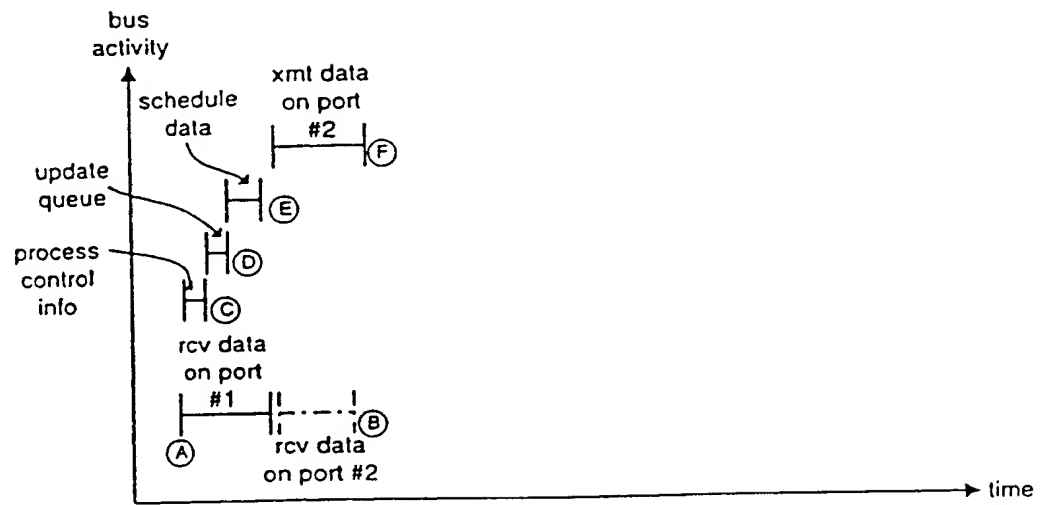 bus
activity
xmt data
on port
#2
schedule
data
F
update
queue
E
D
process
control
info
C
rcv data
on port
#1
B
A
rcv data
on port #2
time